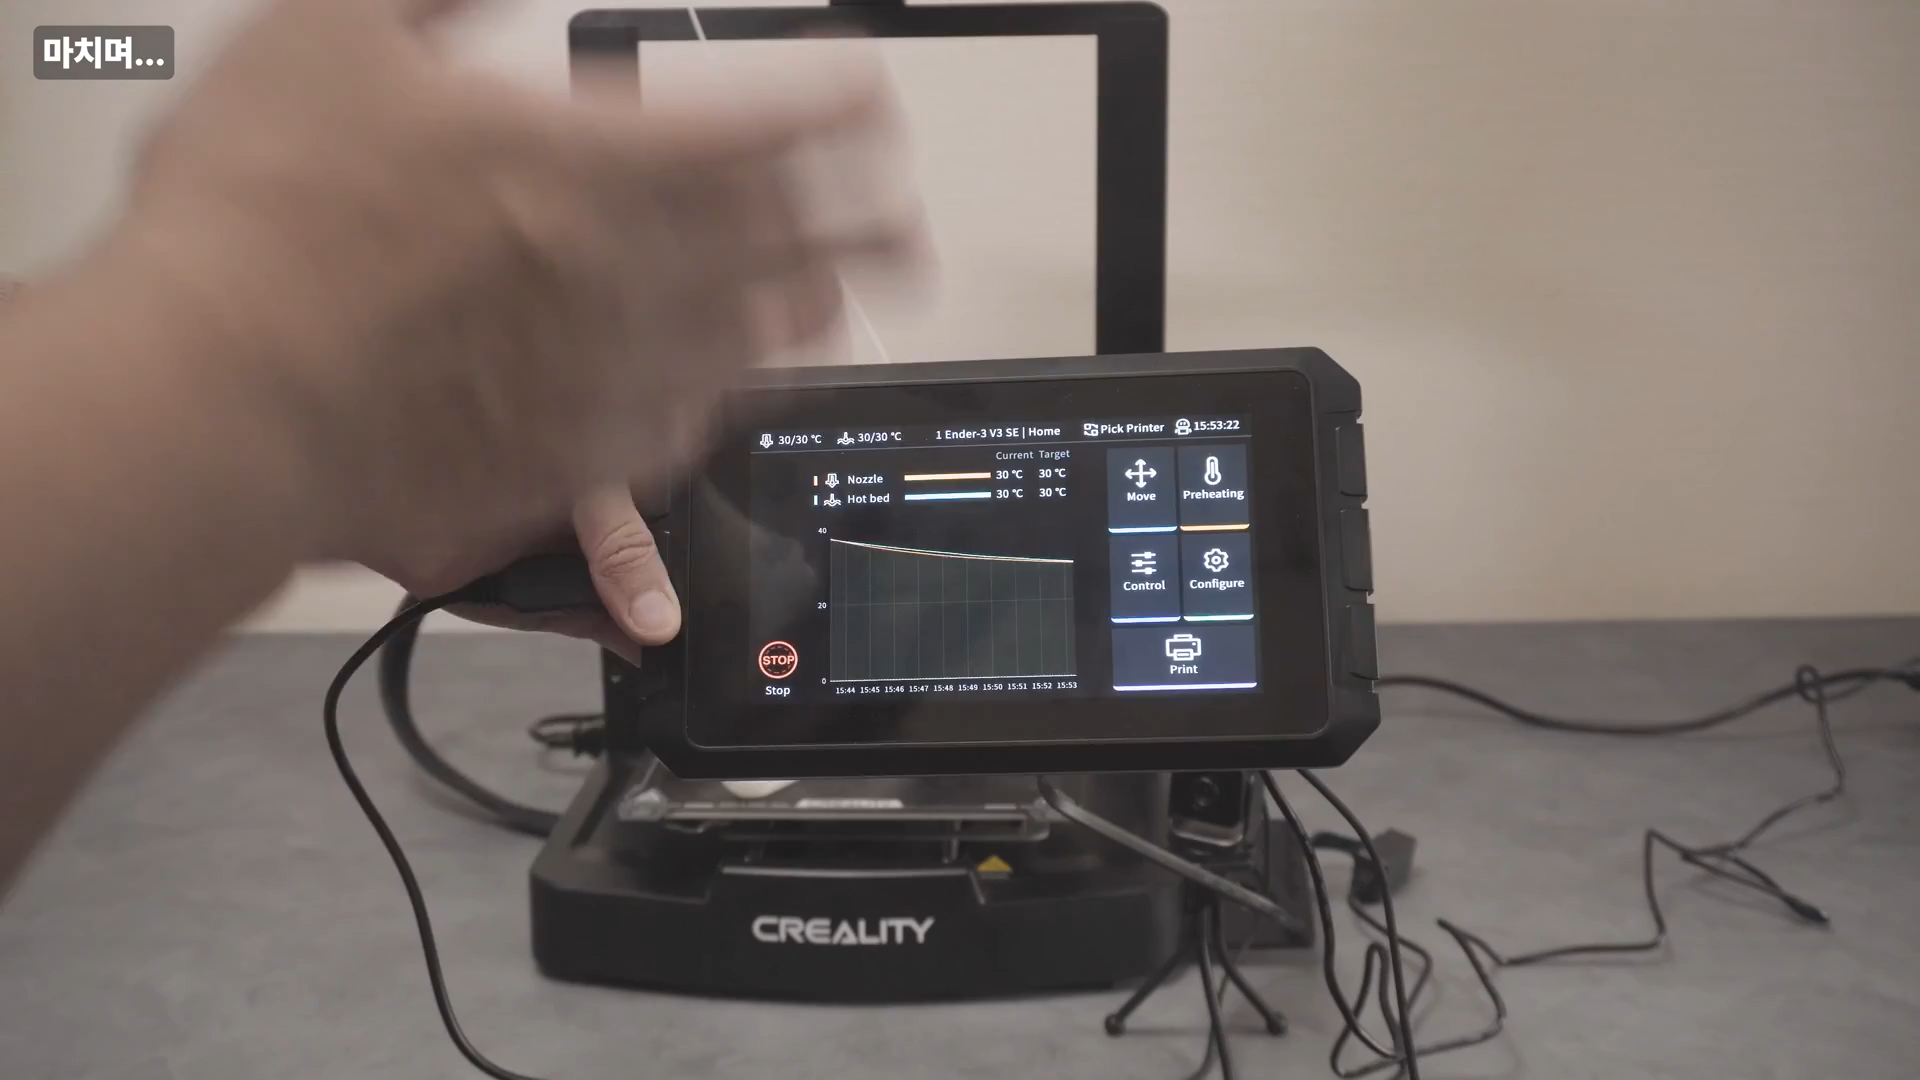 마치며...
30/30 ℃ 30/30 ℃ 1 Ender-3 V3 SE | Home Pick Printer 15:53:22
Current Target
Nozzle 30 ℃ 30 ℃
Hot bed 30 ℃ 30 ℃
40
20
0
15:44 15:45 15:46 15:47 15:48 15:49 15:50 15:51 15:52 15:53
STOP
Stop
Move
Preheating
Control
Configure
Print
CREALITY
CREALITY